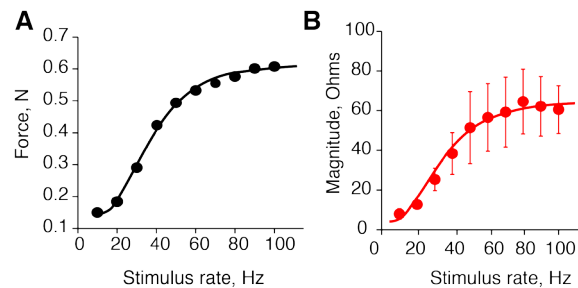 A
Force, N
0.7
0.6
0.5
0.4
0.3
0.2
0.1
0 20 40 60 80 100
Stimulus rate, Hz
B
Magnitude, Ohms
100
80
60
40
20
0
0 20 40 60 80 100
Stimulus rate, Hz